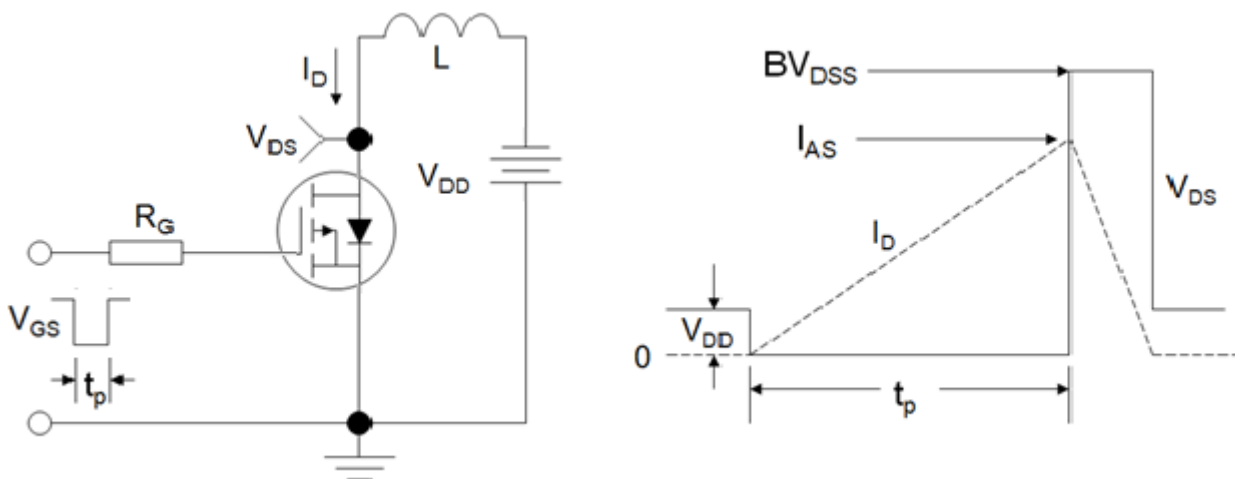 L
I_D
V_DS
V_DD
R_G
V_GS
t_p
BV_DSS
I_AS
V_DS
I_D
V_DD
0
t_p